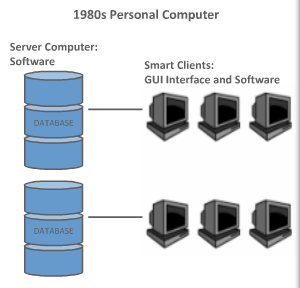 1980s Personal Computer
Server Computer:
Software
Smart Clients:
GUI Interface and Software
DATABASE
DATABASE